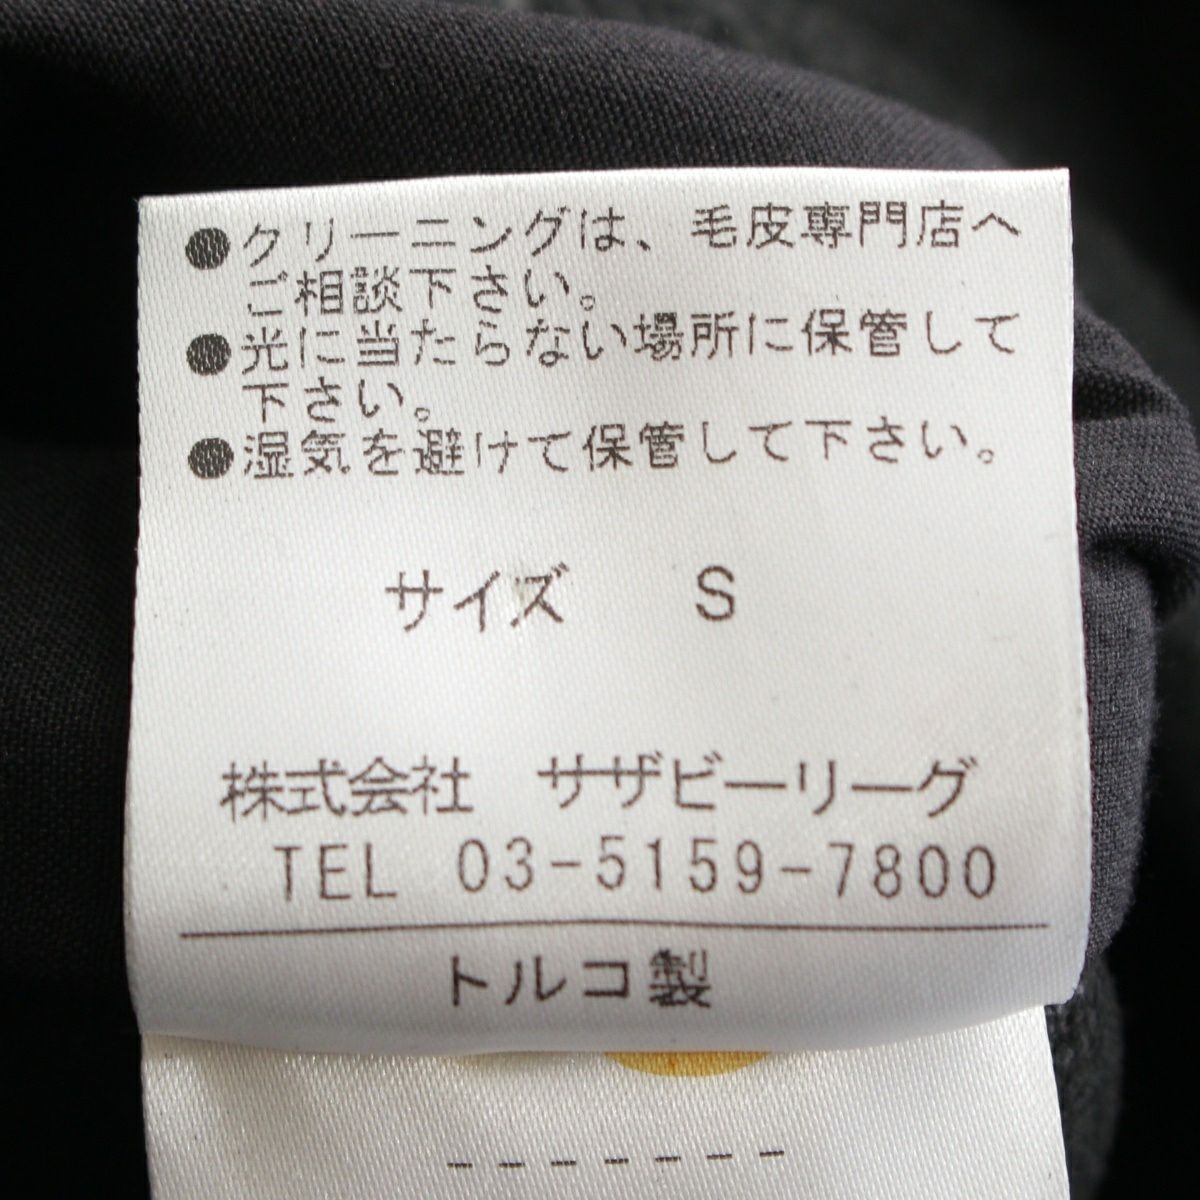 ●クリーニングは、毛皮専門店へ
ご相談下さい。
●光に当たらない場所に保管して
下さい。
●湿気を避けて保管して下さい。
サイズ S
株式会社 サザビーリーグ
TEL 03-5159-7800
トルコ製
-------